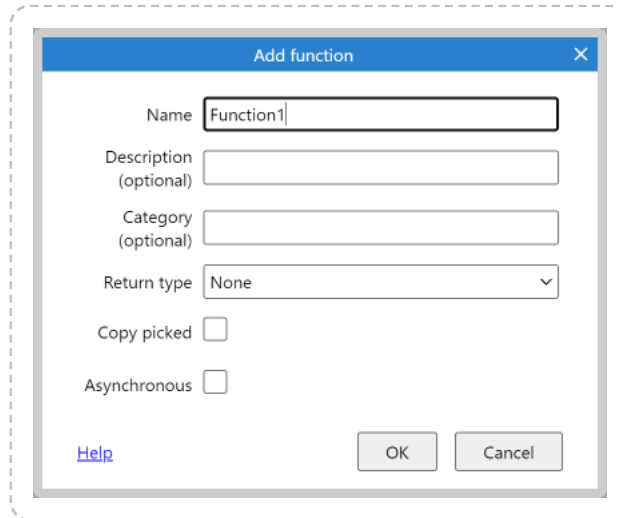 Add function
Name Function1
Description
(optional)
Category
(optional)
Return type None
Copy picked
Asynchronous
Help OK Cancel